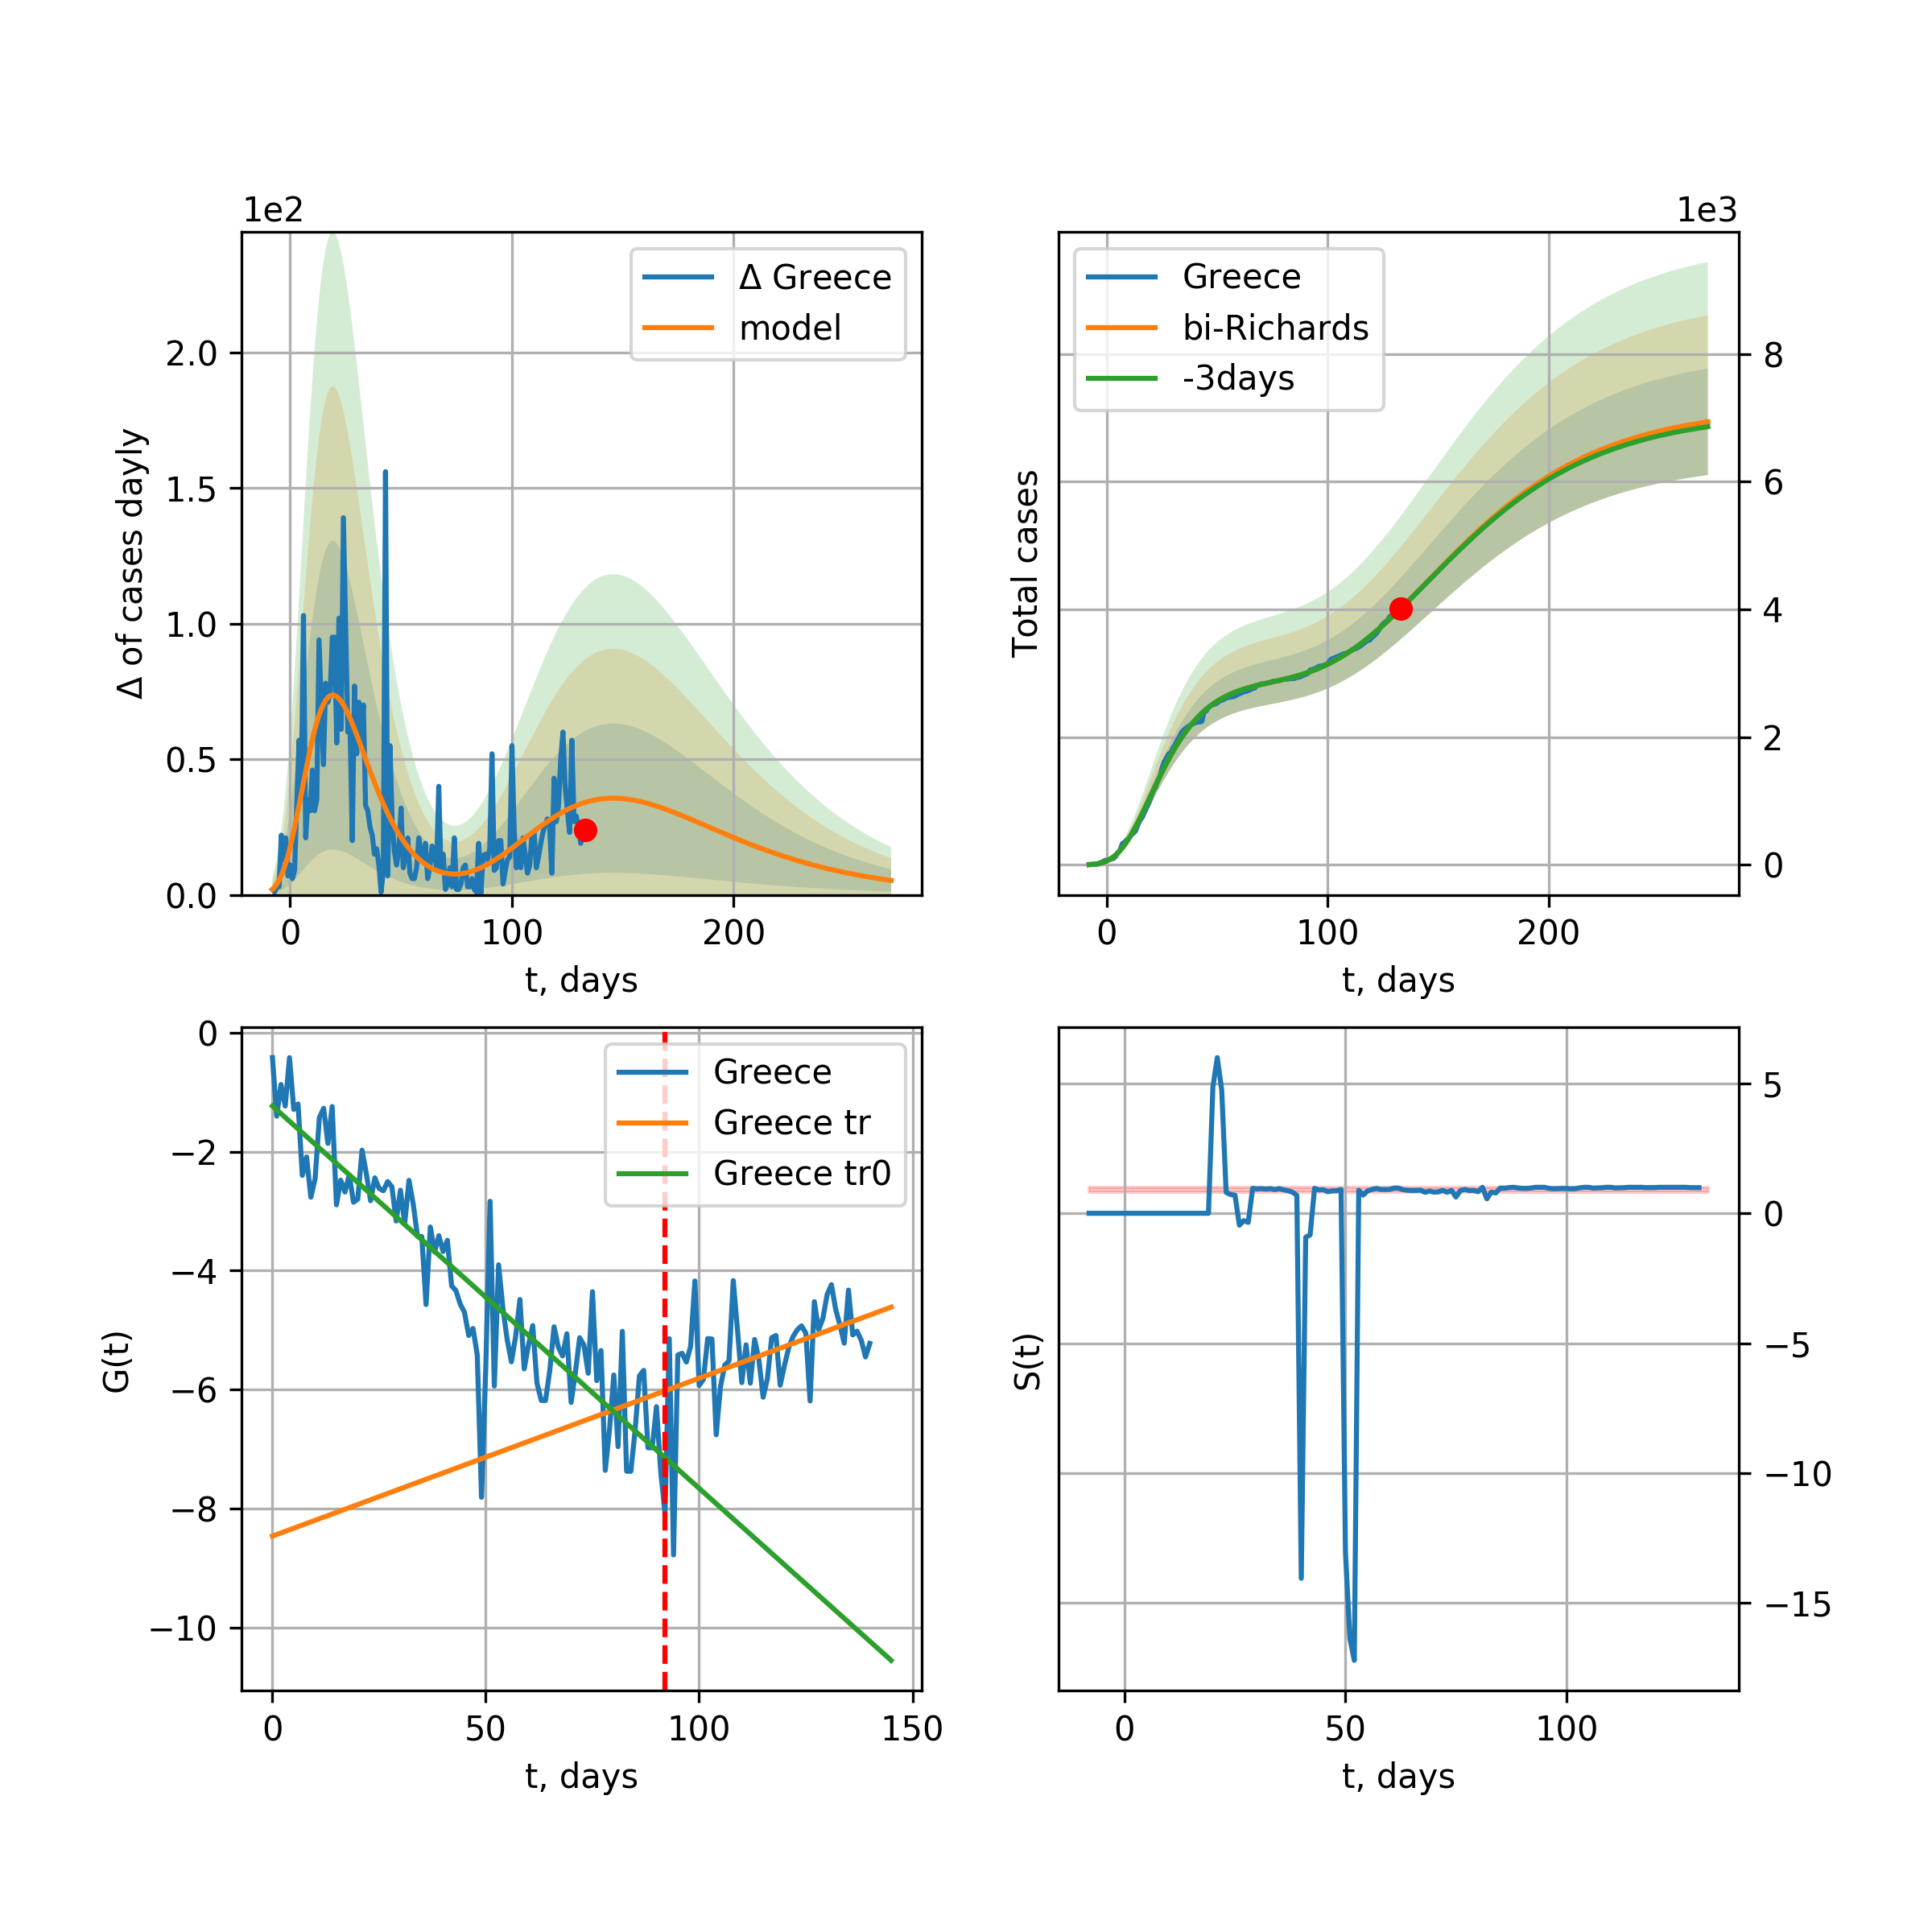 1e2
Δ Greece
model
2.0
1.5
1.0
0.5
0.0
Δ of cases dayly
0 100 200
t, days
1e3
Greece
bi-Richards
-3days
8
6
4
2
0
Total cases
0 100 200
t, days
Greece
Greece tr
Greece tr0
0
−2
−4
−6
−8
−10
G(t)
0 50 100 150
t, days
5
0
−5
−10
−15
S(t)
0 50 100
t, days